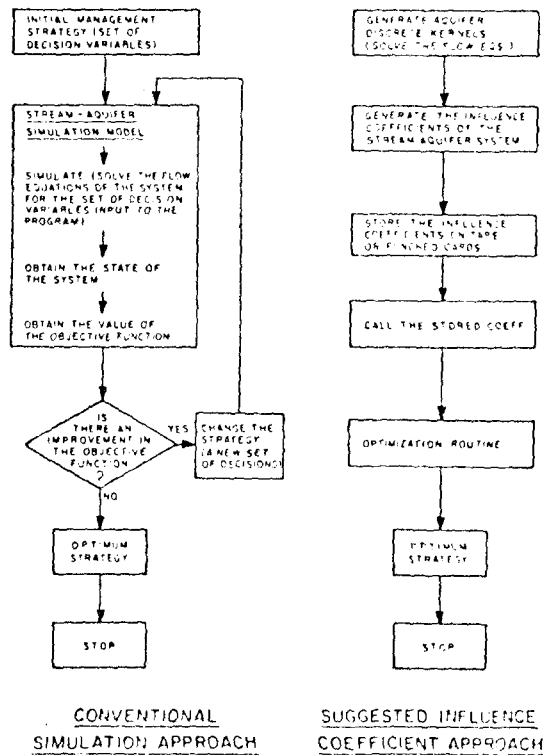 INITIAL MANAGEMENT
STRATEGY (SET OF
DECISION VARIABLES)
STREAM-AQUIFER
SIMULATION MODEL
SIMULATE (SOLVE THE FLOW
EQUATIONS OF THE SYSTEM
FOR THE SET OF DECISION
VARIABLES INPUT TO THE
PROGRAM)
OBTAIN THE STATE OF
THE SYSTEM
OBTAIN THE VALUE OF
THE OBJECTIVE FUNCTION
IS
THERE AN
IMPROVEMENT IN
THE OBJECTIVE
FUNCTION
?
YES
CHANGE THE
STRATEGY
(A NEW SET
OF DECISIONS)
NO
OPTIMUM
STRATEGY
STOP
CONVENTIONAL
SIMULATION APPROACH
GENERATE AQUIFER
DISCRETE KERNELS
(SOLVE THE FLOW EQS.)
GENERATE THE INFLUENCE
COEFFICIENTS OF THE
STREAM AQUIFER SYSTEM
STORE THE INFLUENCE
COEFFICIENTS ON TAPE
OR PUNCHED CARDS
CALL THE STORED COEFF
OPTIMIZATION ROUTINE
OPTIMUM
STRATEGY
STOP
SUGGESTED INFLUENCE
COEFFICIENT APPROACH